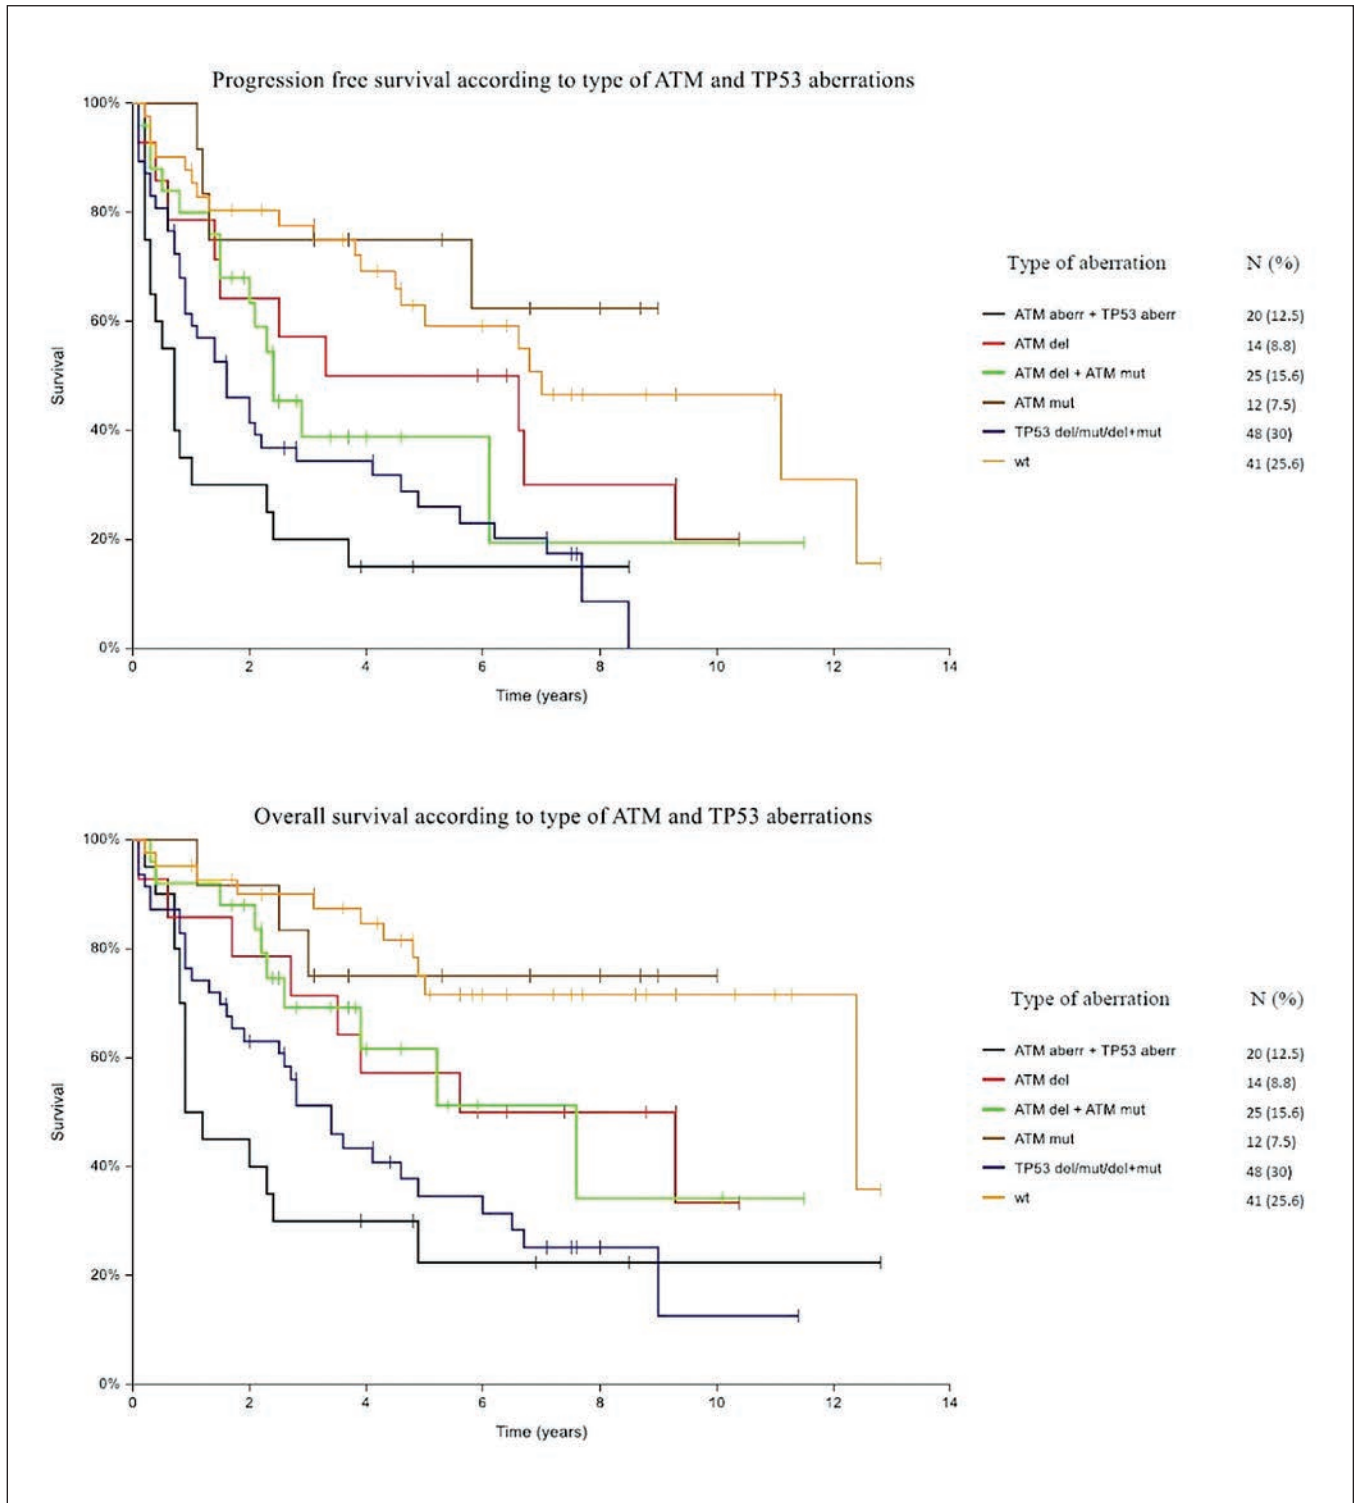 Progression free survival according to type of ATM and TP53 aberrations
100%
80%
60%
40%
20%
0%
Survival
0 2 4 6 8 10 12 14
Time (years)
Type of aberration N (%)
ATM aberr + TP53 aberr 20 (12.5)
ATM del 14 (8.8)
ATM del + ATM mut 25 (15.6)
ATM mut 12 (7.5)
TP53 del/mut/del+mut 48 (30)
wt 41 (25.6)
Overall survival according to type of ATM and TP53 aberrations
100%
80%
60%
40%
20%
0%
Survival
0 2 4 6 8 10 12 14
Time (years)
Type of aberration N (%)
ATM aberr + TP53 aberr 20 (12.5)
ATM del 14 (8.8)
ATM del + ATM mut 25 (15.6)
ATM mut 12 (7.5)
TP53 del/mut/del+mut 48 (30)
wt 41 (25.6)